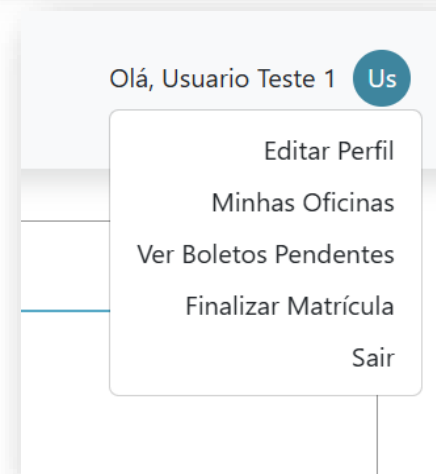 Olá, Usuario Teste 1 Us
Editar Perfil
Minhas Oficinas
Ver Boletos Pendentes
Finalizar Matrícula
Sair